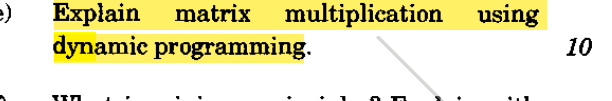 e) Explain matrix multiplication using
dynamic programming. 10